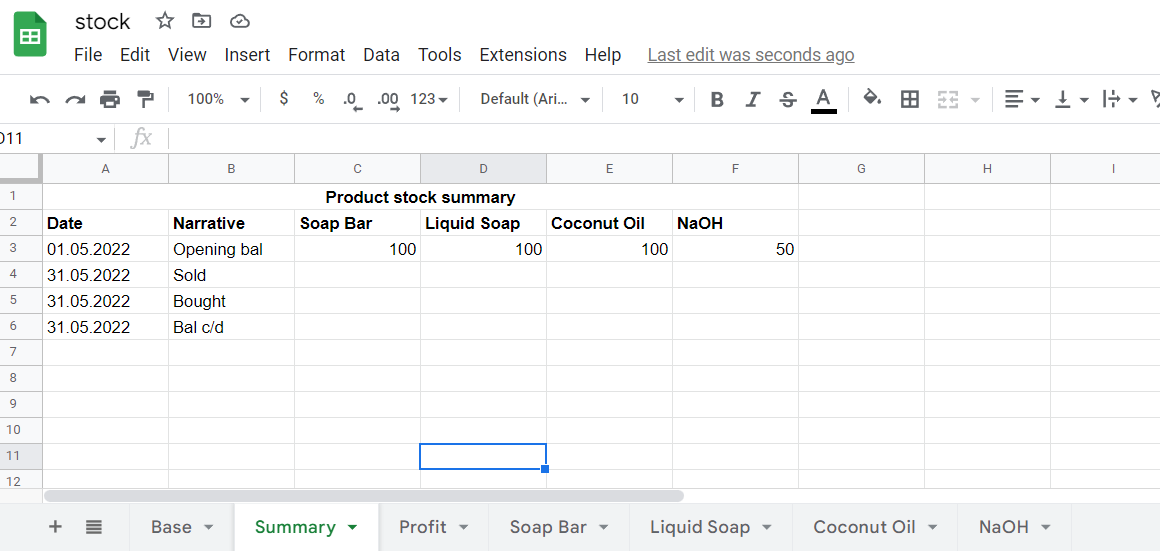 stock
File Edit View Insert Format Data Tools Extensions Help Last edit was seconds ago
100% $ % .0 .00 123 Default (Ari... 10 B I S A
D11 fx
A B C D E F G H I
1 Product stock summary
2 Date Narrative Soap Bar Liquid Soap Coconut Oil NaOH
3 01.05.2022 Opening bal 100 100 100 50
4 31.05.2022 Sold
5 31.05.2022 Bought
6 31.05.2022 Bal c/d
7
8
9
10
11
12
+ Base Summary Profit Soap Bar Liquid Soap Coconut Oil NaOH